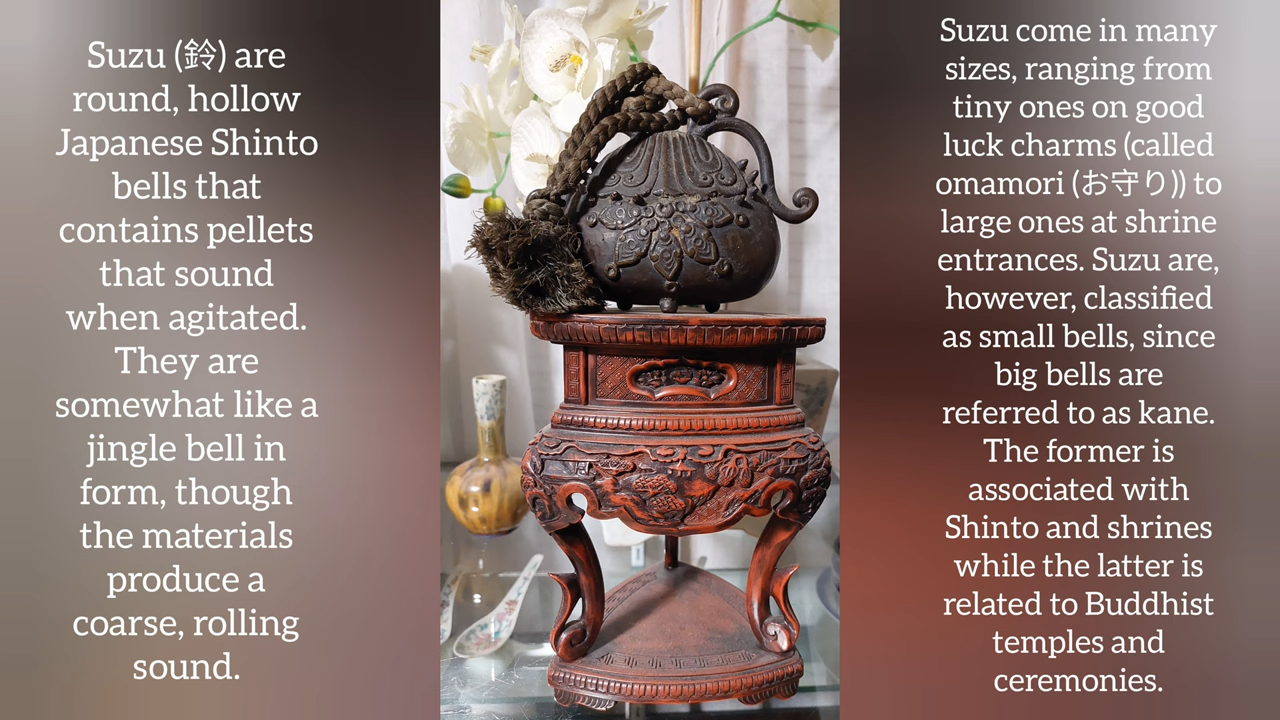 Suzu (鈴) are
round, hollow
Japanese Shinto
bells that
contains pellets
that sound
when agitated.
They are
somewhat like a
jingle bell in
form, though
the materials
produce a
coarse, rolling
sound.
Suzu come in many
sizes, ranging from
tiny ones on good
luck charms (called
omamori (お守り)) to
large ones at shrine
entrances. Suzu are,
however, classified
as small bells, since
big bells are
referred to as kane.
The former is
associated with
Shinto and shrines
while the latter is
related to Buddhist
temples and
ceremonies.